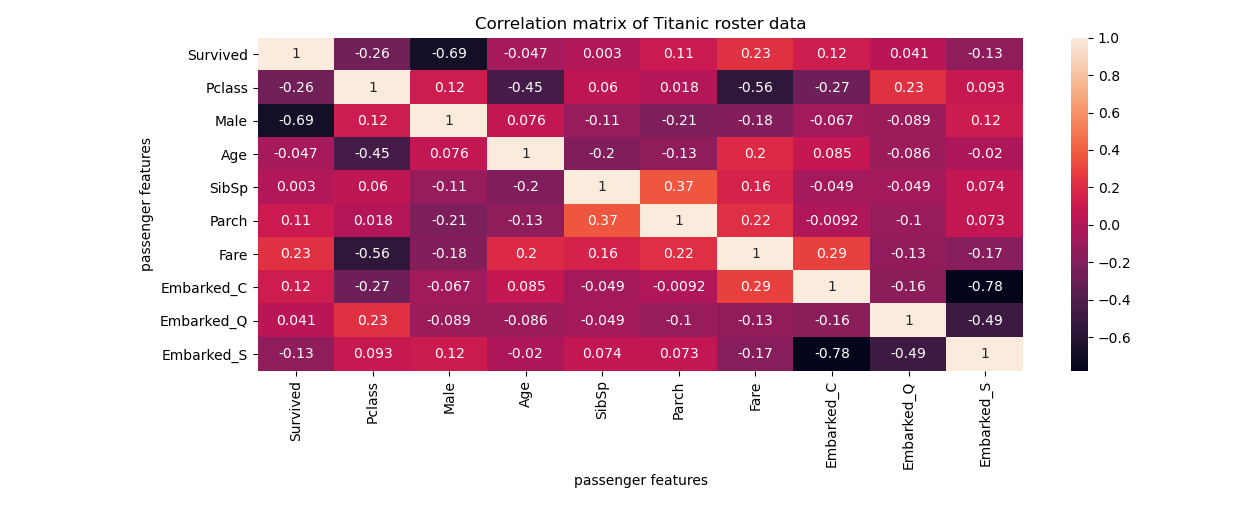 Correlation matrix of Titanic roster data
Survived 1 -0.26 -0.69 -0.047 0.003 0.11 0.23 0.12 0.041 -0.13
Pclass -0.26 1 0.12 -0.45 0.06 0.018 -0.56 -0.27 0.23 0.093
Male -0.69 0.12 1 0.076 -0.11 -0.21 -0.18 -0.067 -0.089 0.12
Age -0.047 -0.45 0.076 1 -0.2 -0.13 0.2 0.085 -0.086 -0.02
SibSp 0.003 0.06 -0.11 -0.2 1 0.37 0.16 -0.049 -0.049 0.074
Parch 0.11 0.018 -0.21 -0.13 0.37 1 0.22 -0.0092 -0.1 0.073
Fare 0.23 -0.56 -0.18 0.2 0.16 0.22 1 0.29 -0.13 -0.17
Embarked_C 0.12 -0.27 -0.067 0.085 -0.049 -0.0092 0.29 1 -0.16 -0.78
Embarked_Q 0.041 0.23 -0.089 -0.086 -0.049 -0.1 -0.13 -0.16 1 -0.49
Embarked_S -0.13 0.093 0.12 -0.02 0.074 0.073 -0.17 -0.78 -0.49 1
passenger features
Survived Pclass Male Age SibSp Parch Fare Embarked_C Embarked_Q Embarked_S
passenger features
1.0
0.8
0.6
0.4
0.2
0.0
−0.2
−0.4
−0.6